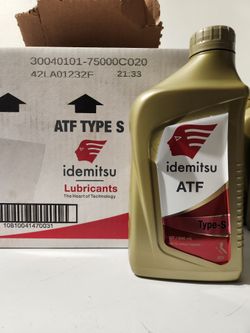 30040101-75000C020
42LA01232F 21:33
ATF TYPE S
idemitsu
Lubricants
The Heart of Technology
10810041470031
idemitsu
ATF
Type-S